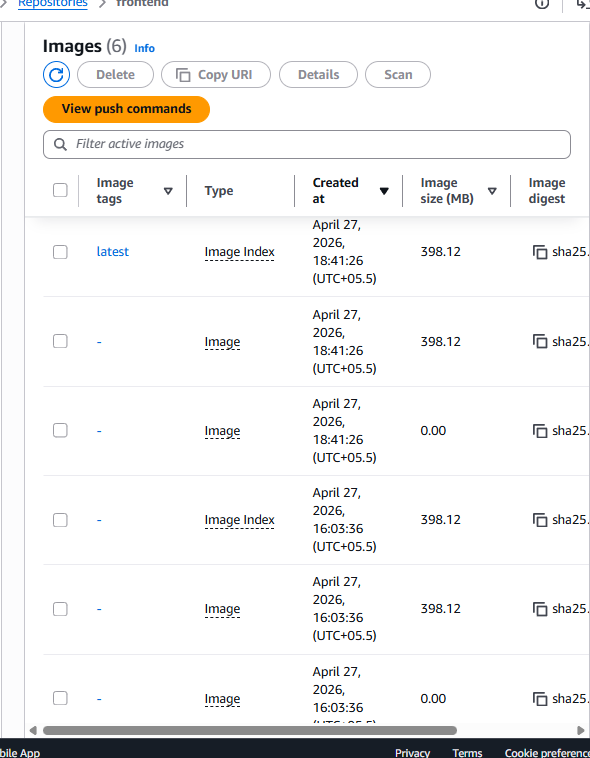 Repositories > frontend
Images (6) Info
Delete Copy URI Details Scan
View push commands
Filter active images
Image tags Type Created at Image size (MB) Image digest
latest Image Index April 27, 2026, 18:41:26 (UTC+05.5) 398.12 sha25.
- Image April 27, 2026, 18:41:26 (UTC+05.5) 398.12 sha25.
- Image April 27, 2026, 18:41:26 (UTC+05.5) 0.00 sha25.
- Image Index April 27, 2026, 16:03:36 (UTC+05.5) 398.12 sha25.
- Image April 27, 2026, 16:03:36 (UTC+05.5) 398.12 sha25.
- Image April 27, 2026, 16:03:36 (UTC+05.5) 0.00 sha25.
bile App Privacy Terms Cookie preference